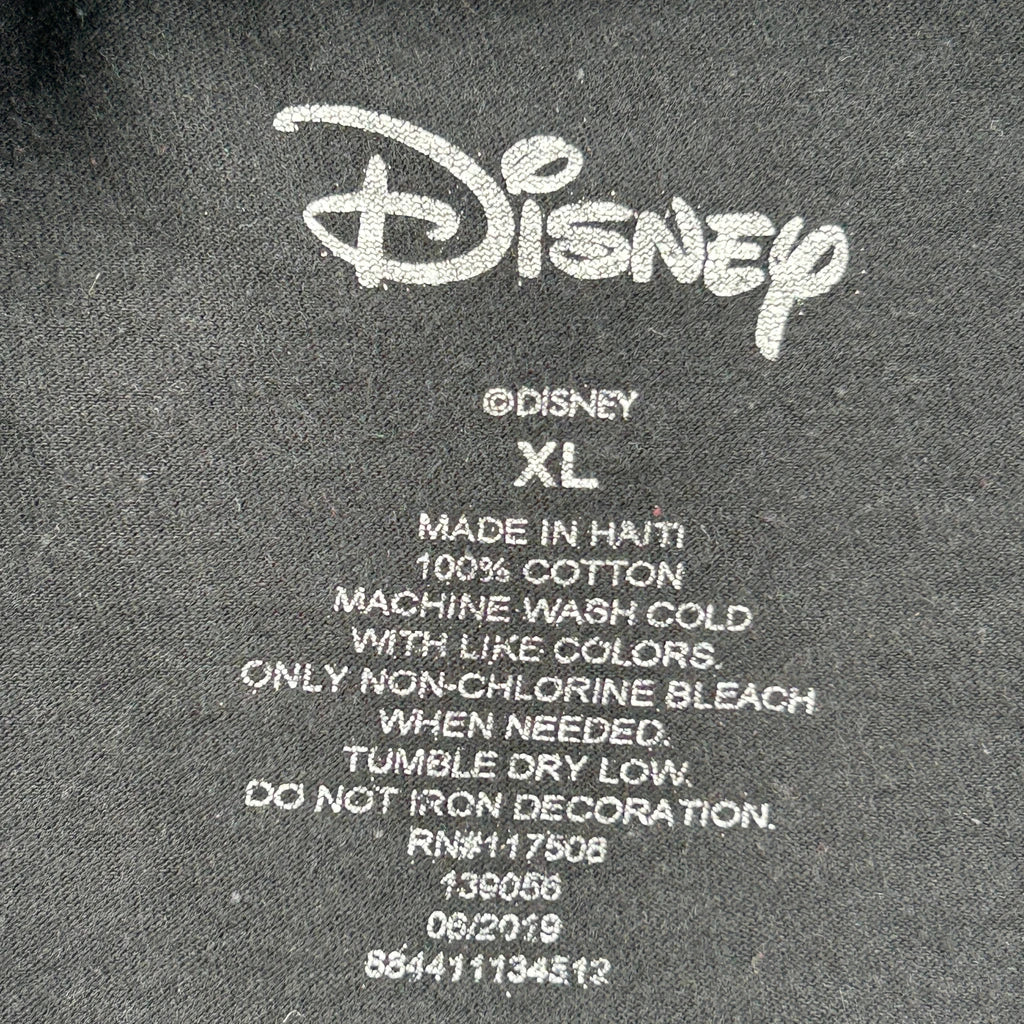 Disney
©DISNEY
XL
MADE IN HAITI
100% COTTON
MACHINE WASH COLD
WITH LIKE COLORS.
ONLY NON-CHLORINE BLEACH
WHEN NEEDED.
TUMBLE DRY LOW.
DO NOT IRON DECORATION.
RN#117508
139056
06/2019
884411134512